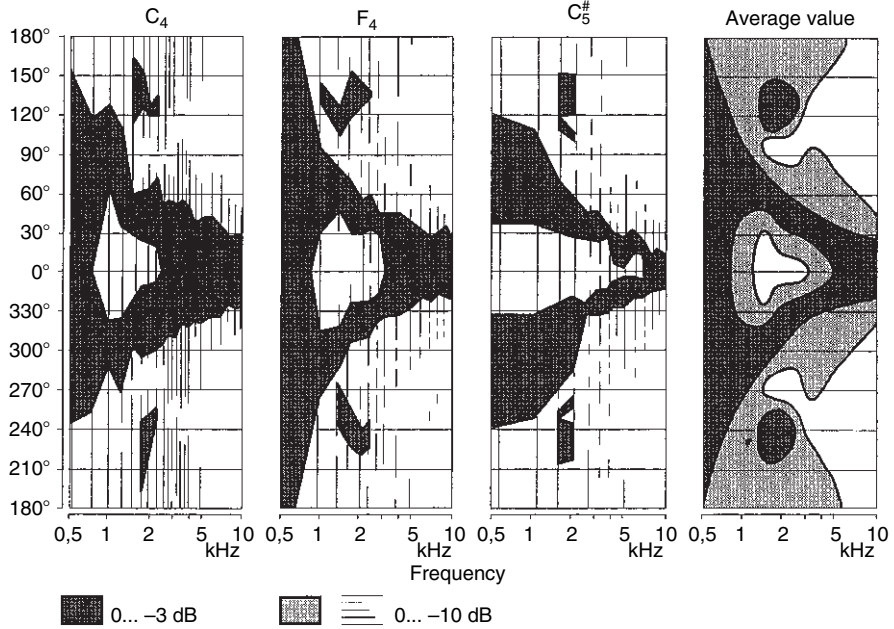 C₄
F₄
C₅#
Average value
180°
150°
120°
90°
60°
30°
0°
330°
300°
270°
240°
210°
180°
0,5 1 2 5 10
kHz
0,5 1 2 5 10
kHz
0,5 1 2 5 10
kHz
0,5 1 2 5 10
kHz
Frequency
0... –3 dB
0... –10 dB